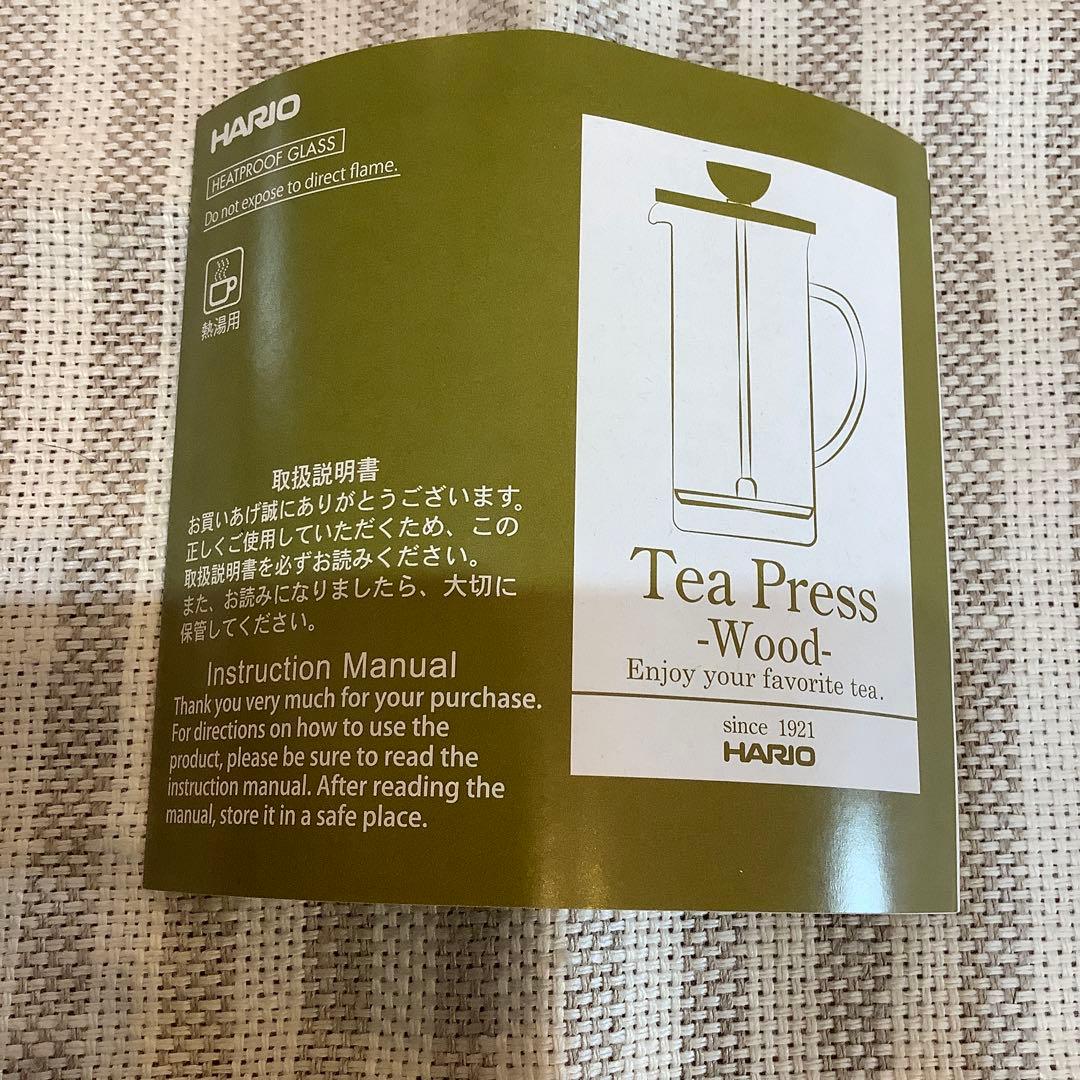 HARIO
HEATPROOF GLASS
Do not expose to direct flame.
熱湯用
取扱説明書
お買いあげ誠にありがとうございます。
正しくご使用していただくため、この
取扱説明書を必ずお読みください。
また、お読みになりましたら、大切に
保管してください。
Instruction Manual
Thank you very much for your purchase.
For directions on how to use the
product, please be sure to read the
instruction manual. After reading the
manual, store it in a safe place.
Tea Press
-Wood-
Enjoy your favorite tea.
since 1921
HARIO